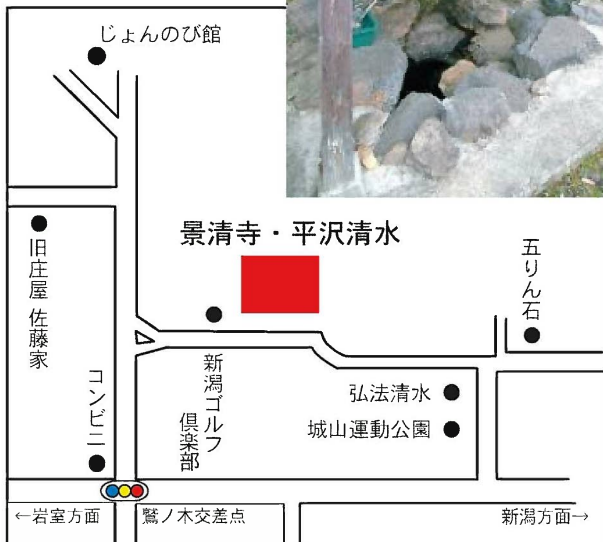 じょんのび館
景清寺・平沢清水
旧庄屋 佐藤家
五りん石
新潟ゴルフ
倶楽部
コンビニ
弘法清水
城山運動公園
←岩室方面
鷲ノ木交差点
新潟方面→